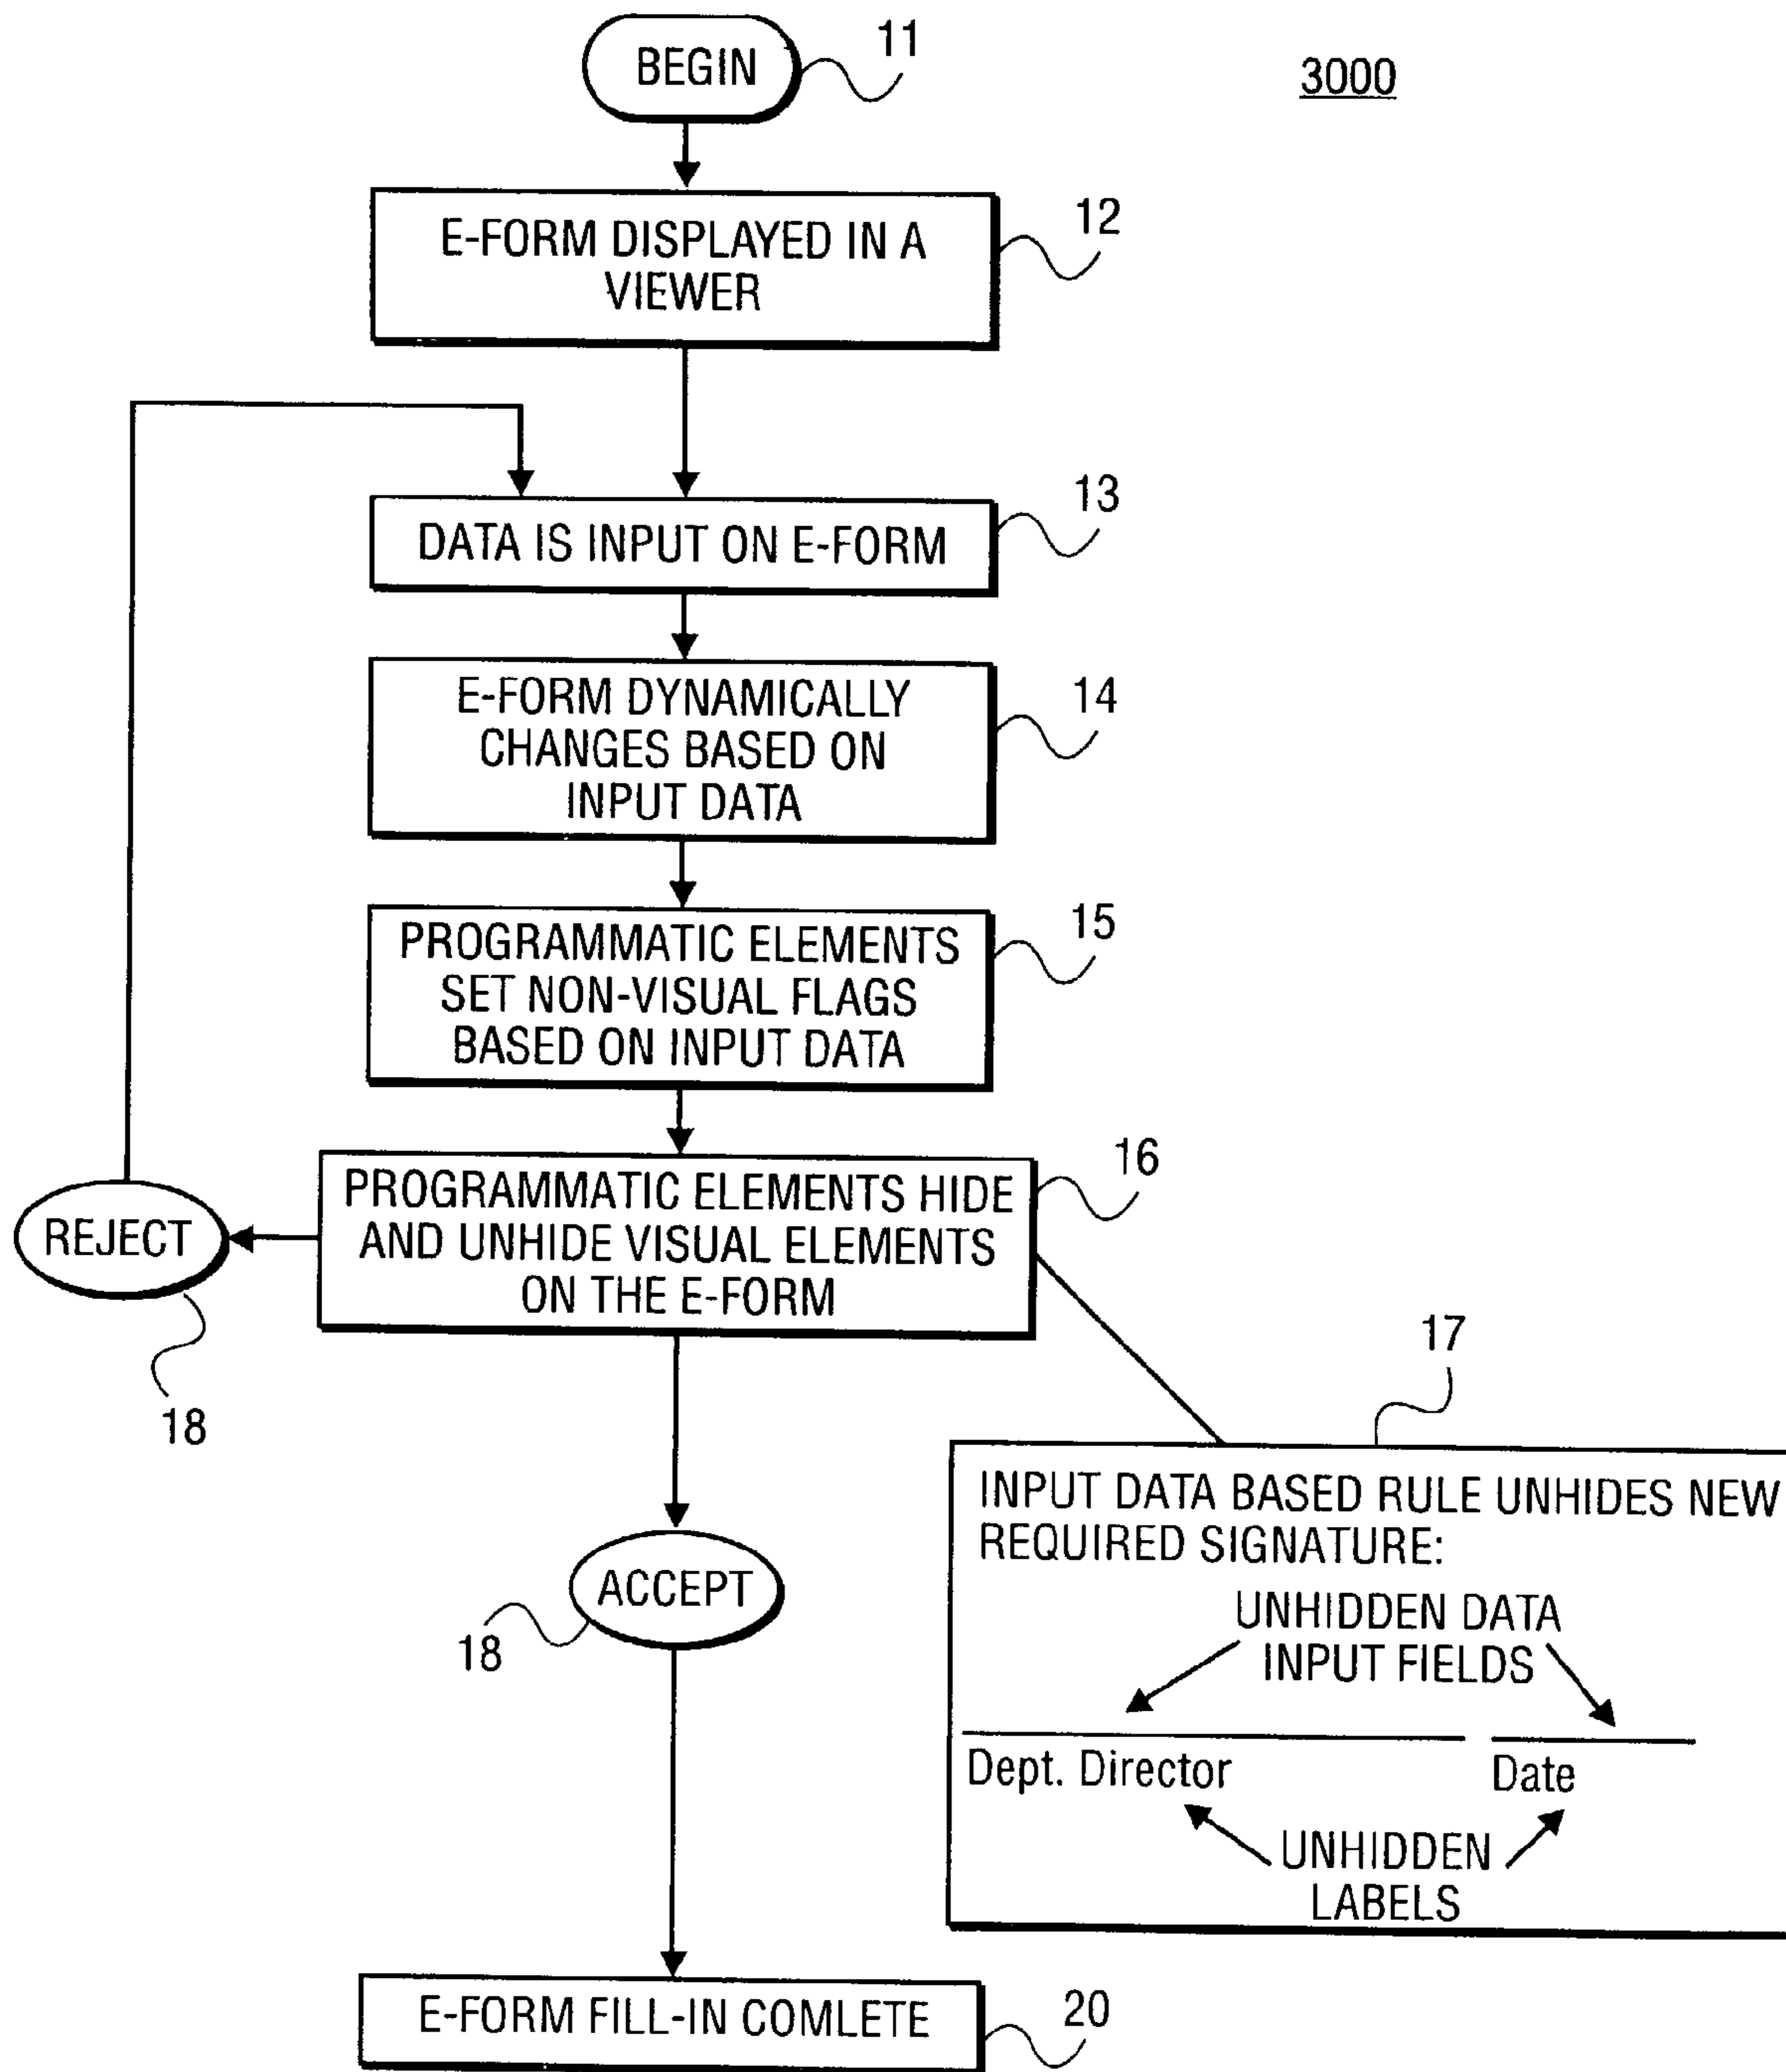 BEGIN
11
3000
E-FORM DISPLAYED IN A
VIEWER
12
DATA IS INPUT ON E-FORM
13
E-FORM DYNAMICALLY
CHANGES BASED ON
INPUT DATA
14
PROGRAMMATIC ELEMENTS
SET NON-VISUAL FLAGS
BASED ON INPUT DATA
15
PROGRAMMATIC ELEMENTS HIDE
AND UNHIDE VISUAL ELEMENTS
ON THE E-FORM
16
REJECT
18
17
INPUT DATA BASED RULE UNHIDES NEW
REQUIRED SIGNATURE:
UNHIDDEN DATA
INPUT FIELDS
Dept. Director
Date
UNHIDDEN
LABELS
ACCEPT
18
E-FORM FILL-IN COMLETE
20